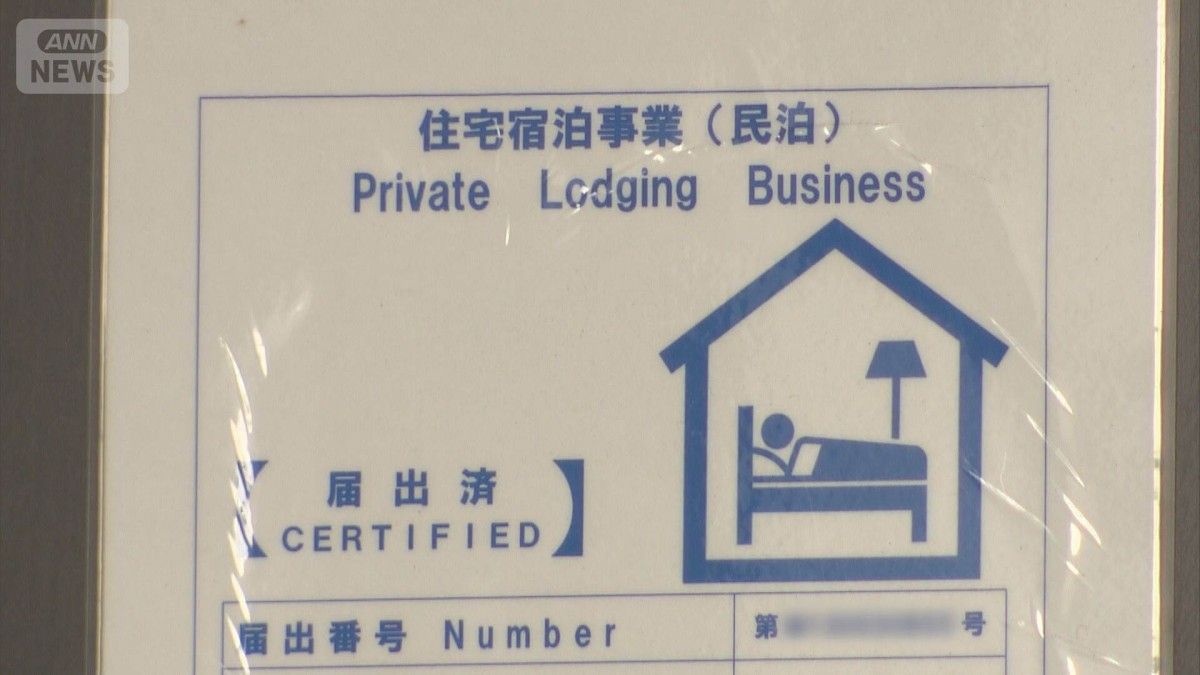 ANN
NEWS
住宅宿泊事業(民泊)
Private Lodging Business
【届出済
CERTIFIED】
届出番号 Number
第
号